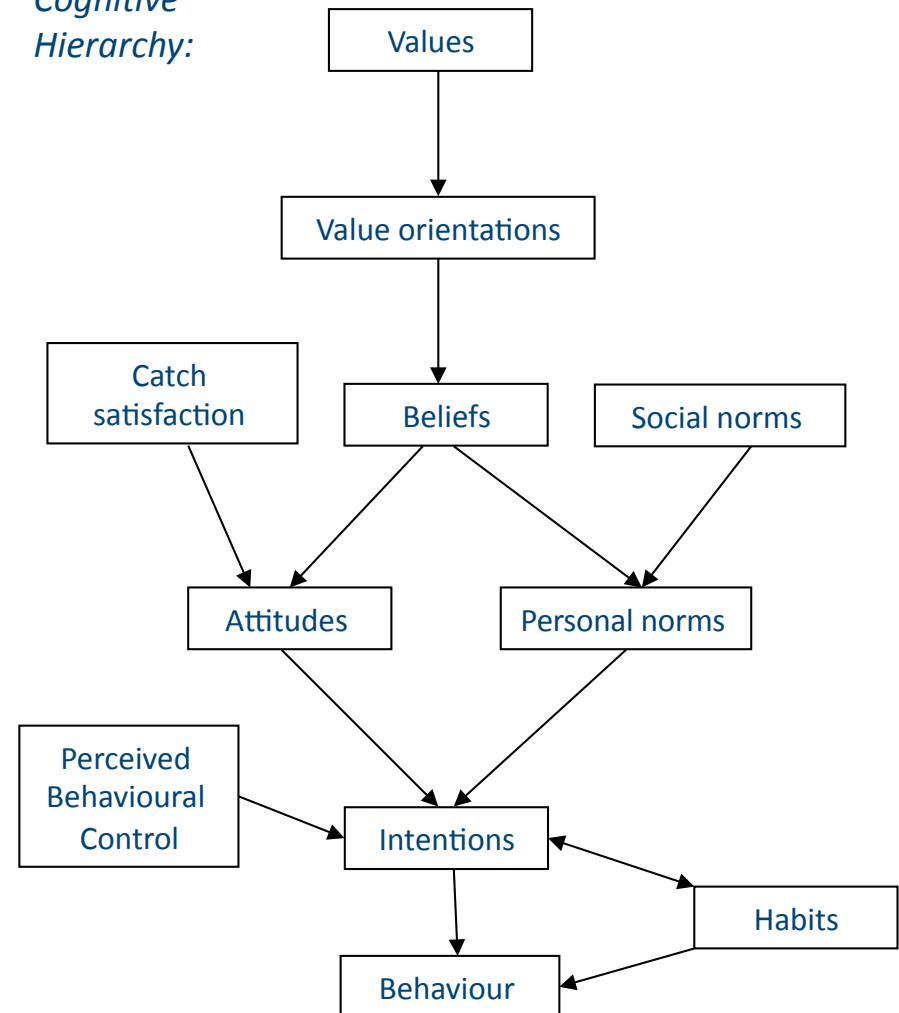 Cognitive
Hierarchy:
Values
Value orientations
Catch
satisfaction
Beliefs
Social norms
Attitudes
Personal norms
Perceived
Behavioural
Control
Intentions
Habits
Behaviour